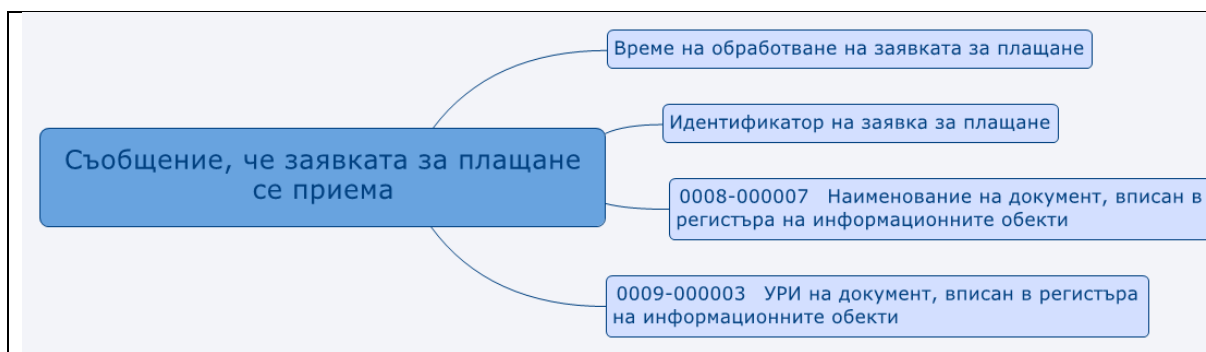 Време на обработване на заявката за плащане
Идентификатор на заявка за плащане
Съобщение, че заявката за плащане
се приема
0008-000007 Наименование на документ, вписан в
регистъра на информационните обекти
0009-000003 УРИ на документ, вписан в регистъра
на информационните обекти